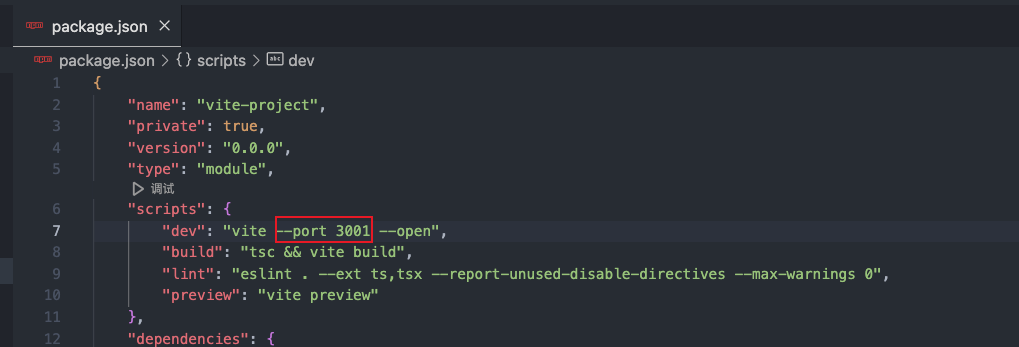 package.json
package.json > {} scripts > abc dev
1 {
2 "name": "vite-project",
3 "private": true,
4 "version": "0.0.0",
5 "type": "module",
调试
6 "scripts": {
7 "dev": "vite --port 3001 --open",
8 "build": "tsc && vite build",
9 "lint": "eslint . --ext ts,tsx --report-unused-disable-directives --max-warnings 0",
10 "preview": "vite preview"
11 },
12 "dependencies": {